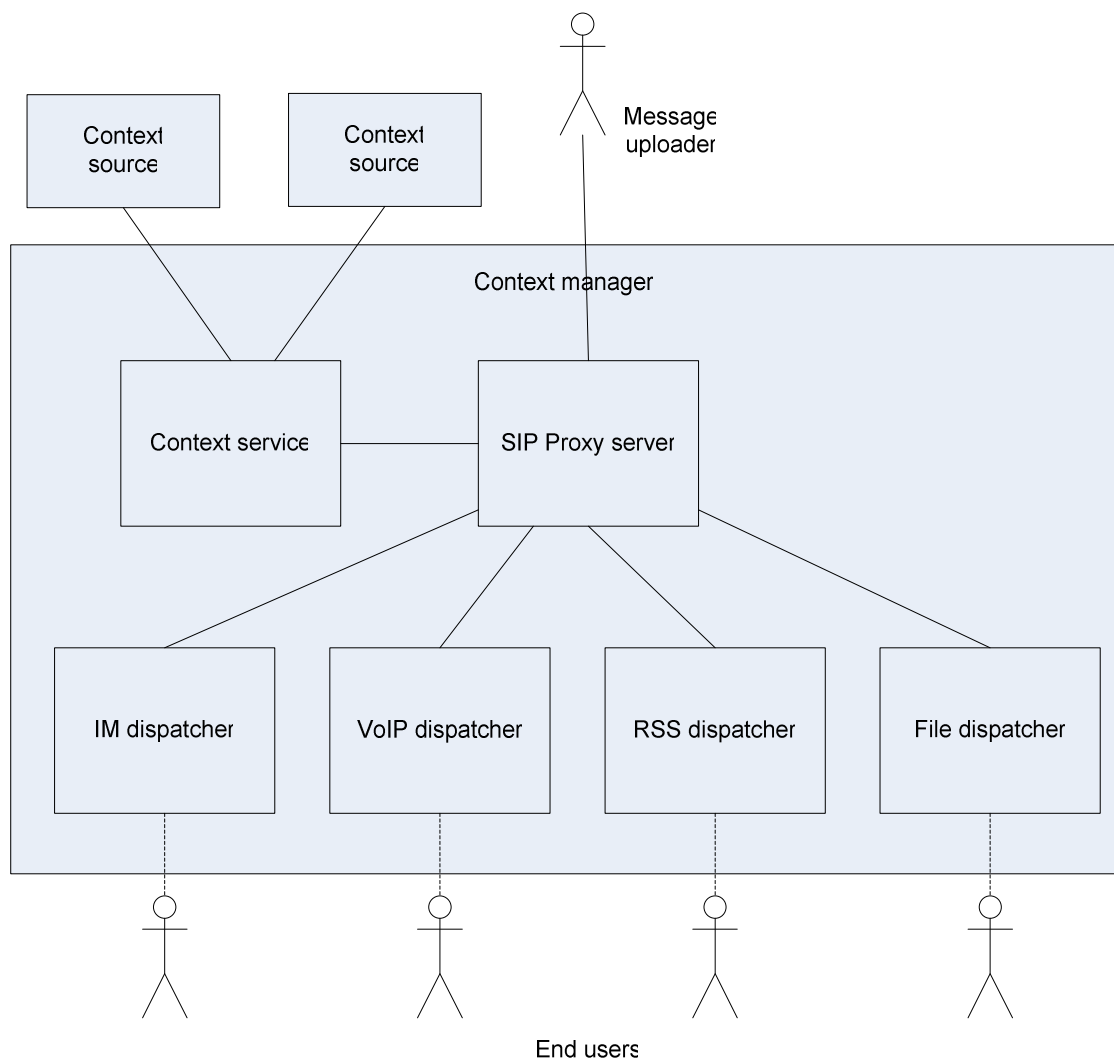 Message
uploader
Context
source
Context
source
Context manager
Context service
SIP Proxy server
IM dispatcher
VoIP dispatcher
RSS dispatcher
File dispatcher
End users